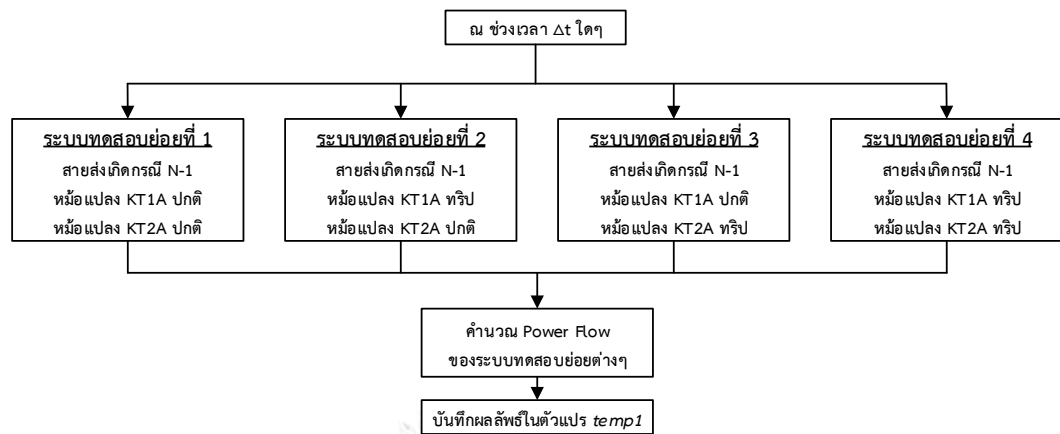 ณ ช่วงเวลา Δt ใดๆ
ระบบทดสอบย่อยที่ 1
สายส่งเกิดกรณี N-1
หม้อแปลง KT1A ปกติ
หม้อแปลง KT2A ปกติ
ระบบทดสอบย่อยที่ 2
สายส่งเกิดกรณี N-1
หม้อแปลง KT1A ทริป
หม้อแปลง KT2A ปกติ
ระบบทดสอบย่อยที่ 3
สายส่งเกิดกรณี N-1
หม้อแปลง KT1A ปกติ
หม้อแปลง KT2A ทริป
ระบบทดสอบย่อยที่ 4
สายส่งเกิดกรณี N-1
หม้อแปลง KT1A ทริป
หม้อแปลง KT2A ทริป
คำนวณ Power Flow
ของระบบทดสอบย่อยต่างๆ
บันทึกผลลัพธ์ในตัวแปร temp1